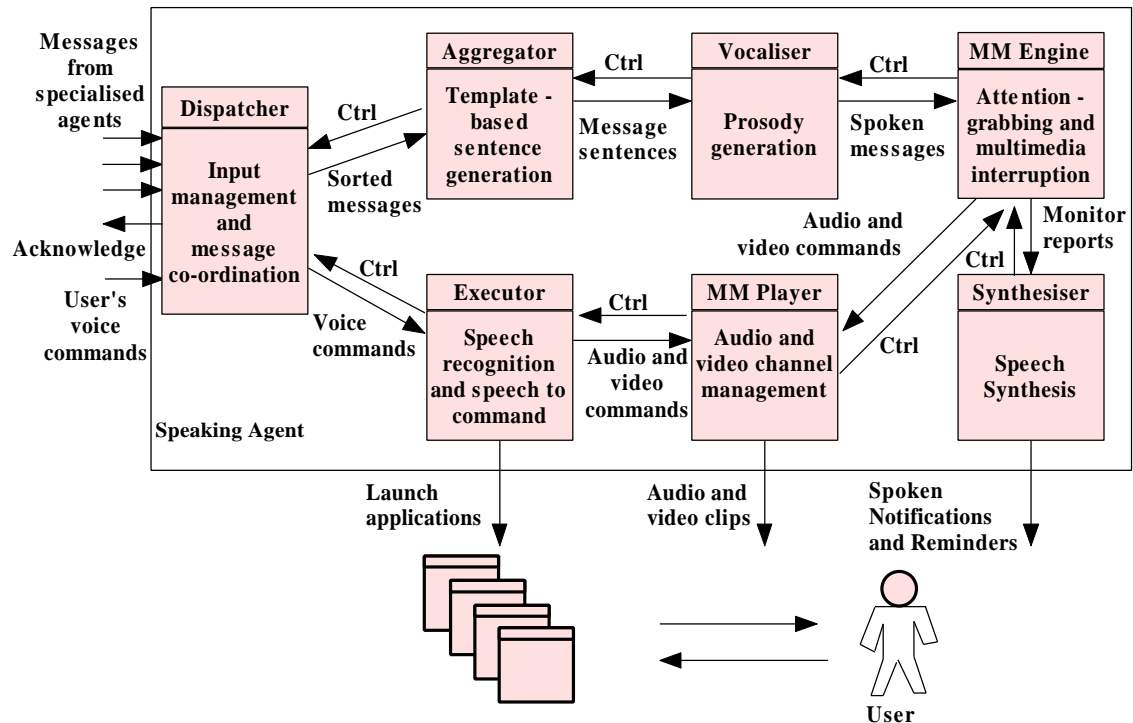 Messages
from
specialised
agents
Acknowledge
User's
voice
commands
Dispatcher
Input
management
and
message
co-ordination
Ctrl
Sorted
messages
Aggregator
Template -
based
sentence
generation
Ctrl
Message
sentences
Vocaliser
Prosody
generation
Ctrl
Spoken
messages
MM Engine
Attention -
grabbing and
multimedia
interruption
Audio and
video commands
Monitor
reports
Ctrl
Ctrl
Voice
commands
Executor
Speech
recognition
and speech to
command
Ctrl
Audio and
video
commands
MM Player
Audio and
video channel
management
Ctrl
Synthesiser
Speech
Synthesis
Speaking Agent
Launch
applications
Audio and
video clips
Spoken
Notifications
and Reminders
User